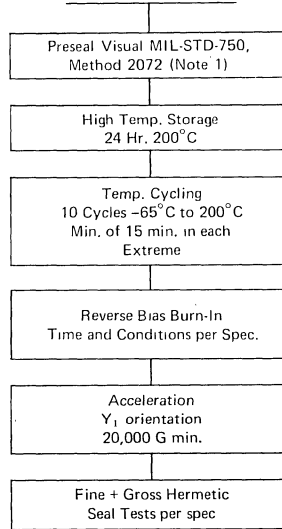 Preseal Visual MIL-STD-750,
Method 2072 (Note 1)
High Temp. Storage
24 Hr. 200°C
Temp. Cycling
10 Cycles –65°C to 200°C
Min. of 15 min. in each
Extreme
Reverse Bias Burn-In
Time and Conditions per Spec.
Acceleration
Y₁ orientation
20,000 G min.
Fine + Gross Hermetic
Seal Tests per spec